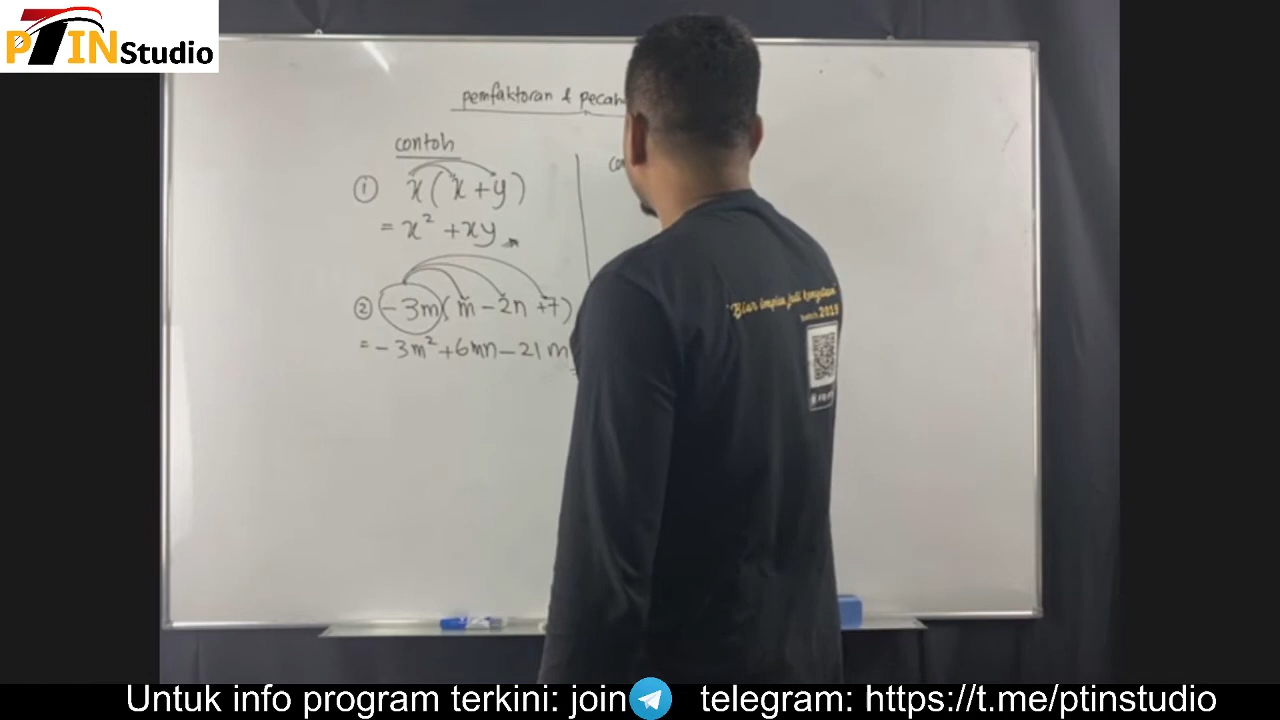 PTIN Studio
pemfaktoran & pecah
contoh
① x(x+y)
= x² + xy
② -3m(m - 2n + 7)
= -3m² + 6mn - 21m
"Biar impian jadi kenyataan"
2019
Untuk info program terkini: join telegram: https://t.me/ptinstudio